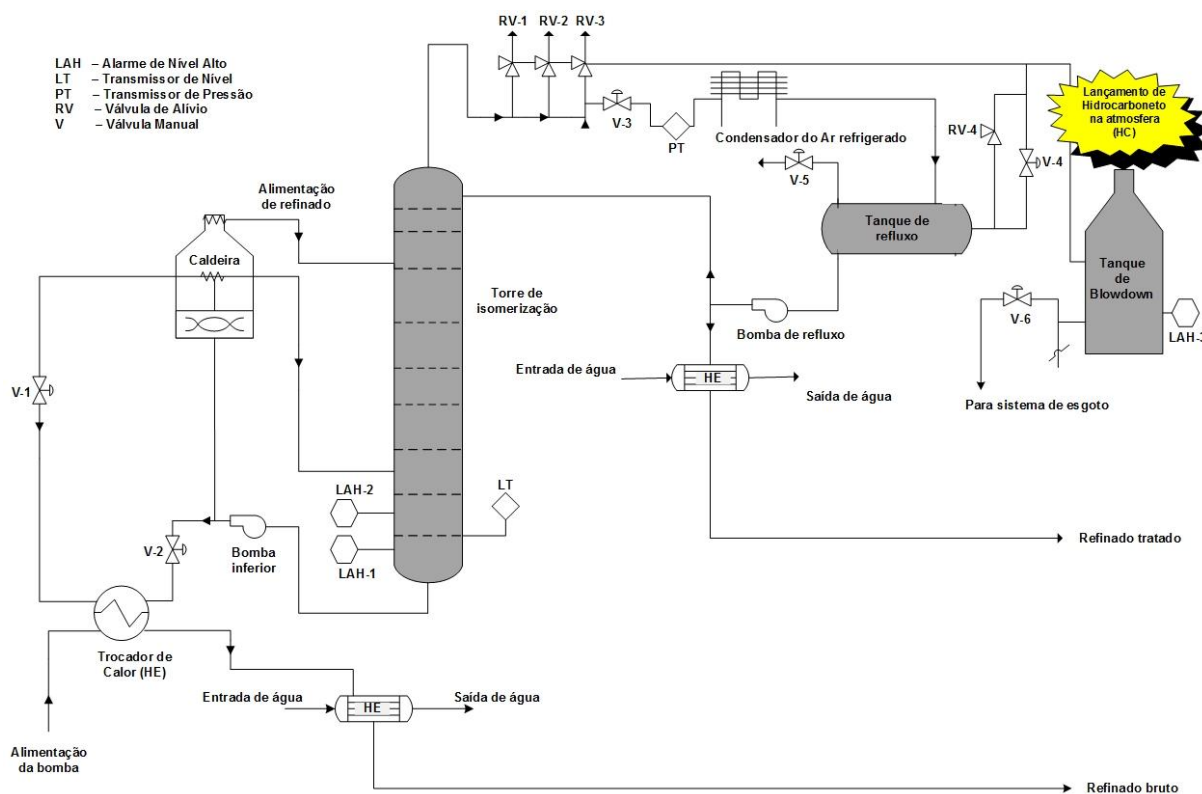 RV-1
RV-2
RV-3
LAH – Alarme de Nível Alto
LT – Transmissor de Nível
PT – Transmissor de Pressão
RV – Válvula de Alívio
V – Válvula Manual
V-3
PT
Condensador do Ar refrigerado
Lançamento de
Hidrocarboneto
na atmosfera
(HC)
RV-4
V-4
V-5
Alimentação
de refinado
Tanque de
refluxo
Caldeira
Torre de
isomerização
Tanque
de
Blowdown
Bomba de refluxo
V-6
LAH-3
Entrada de água
HE
Saída de água
Para sistema de esgoto
V-1
LAH-2
LT
V-2
Bomba
inferior
LAH-1
Refinado tratado
Trocador de
Calor (HE)
Entrada de água
HE
Saída de água
Alimentação
da bomba
Refinado bruto